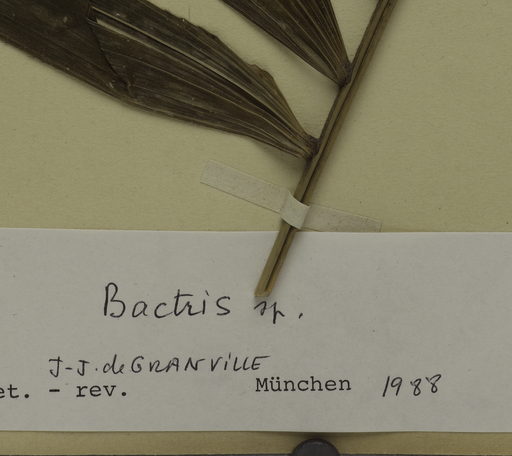 Bactris sp.
J-J. de GRANVILLE
et. - rev. München 1988